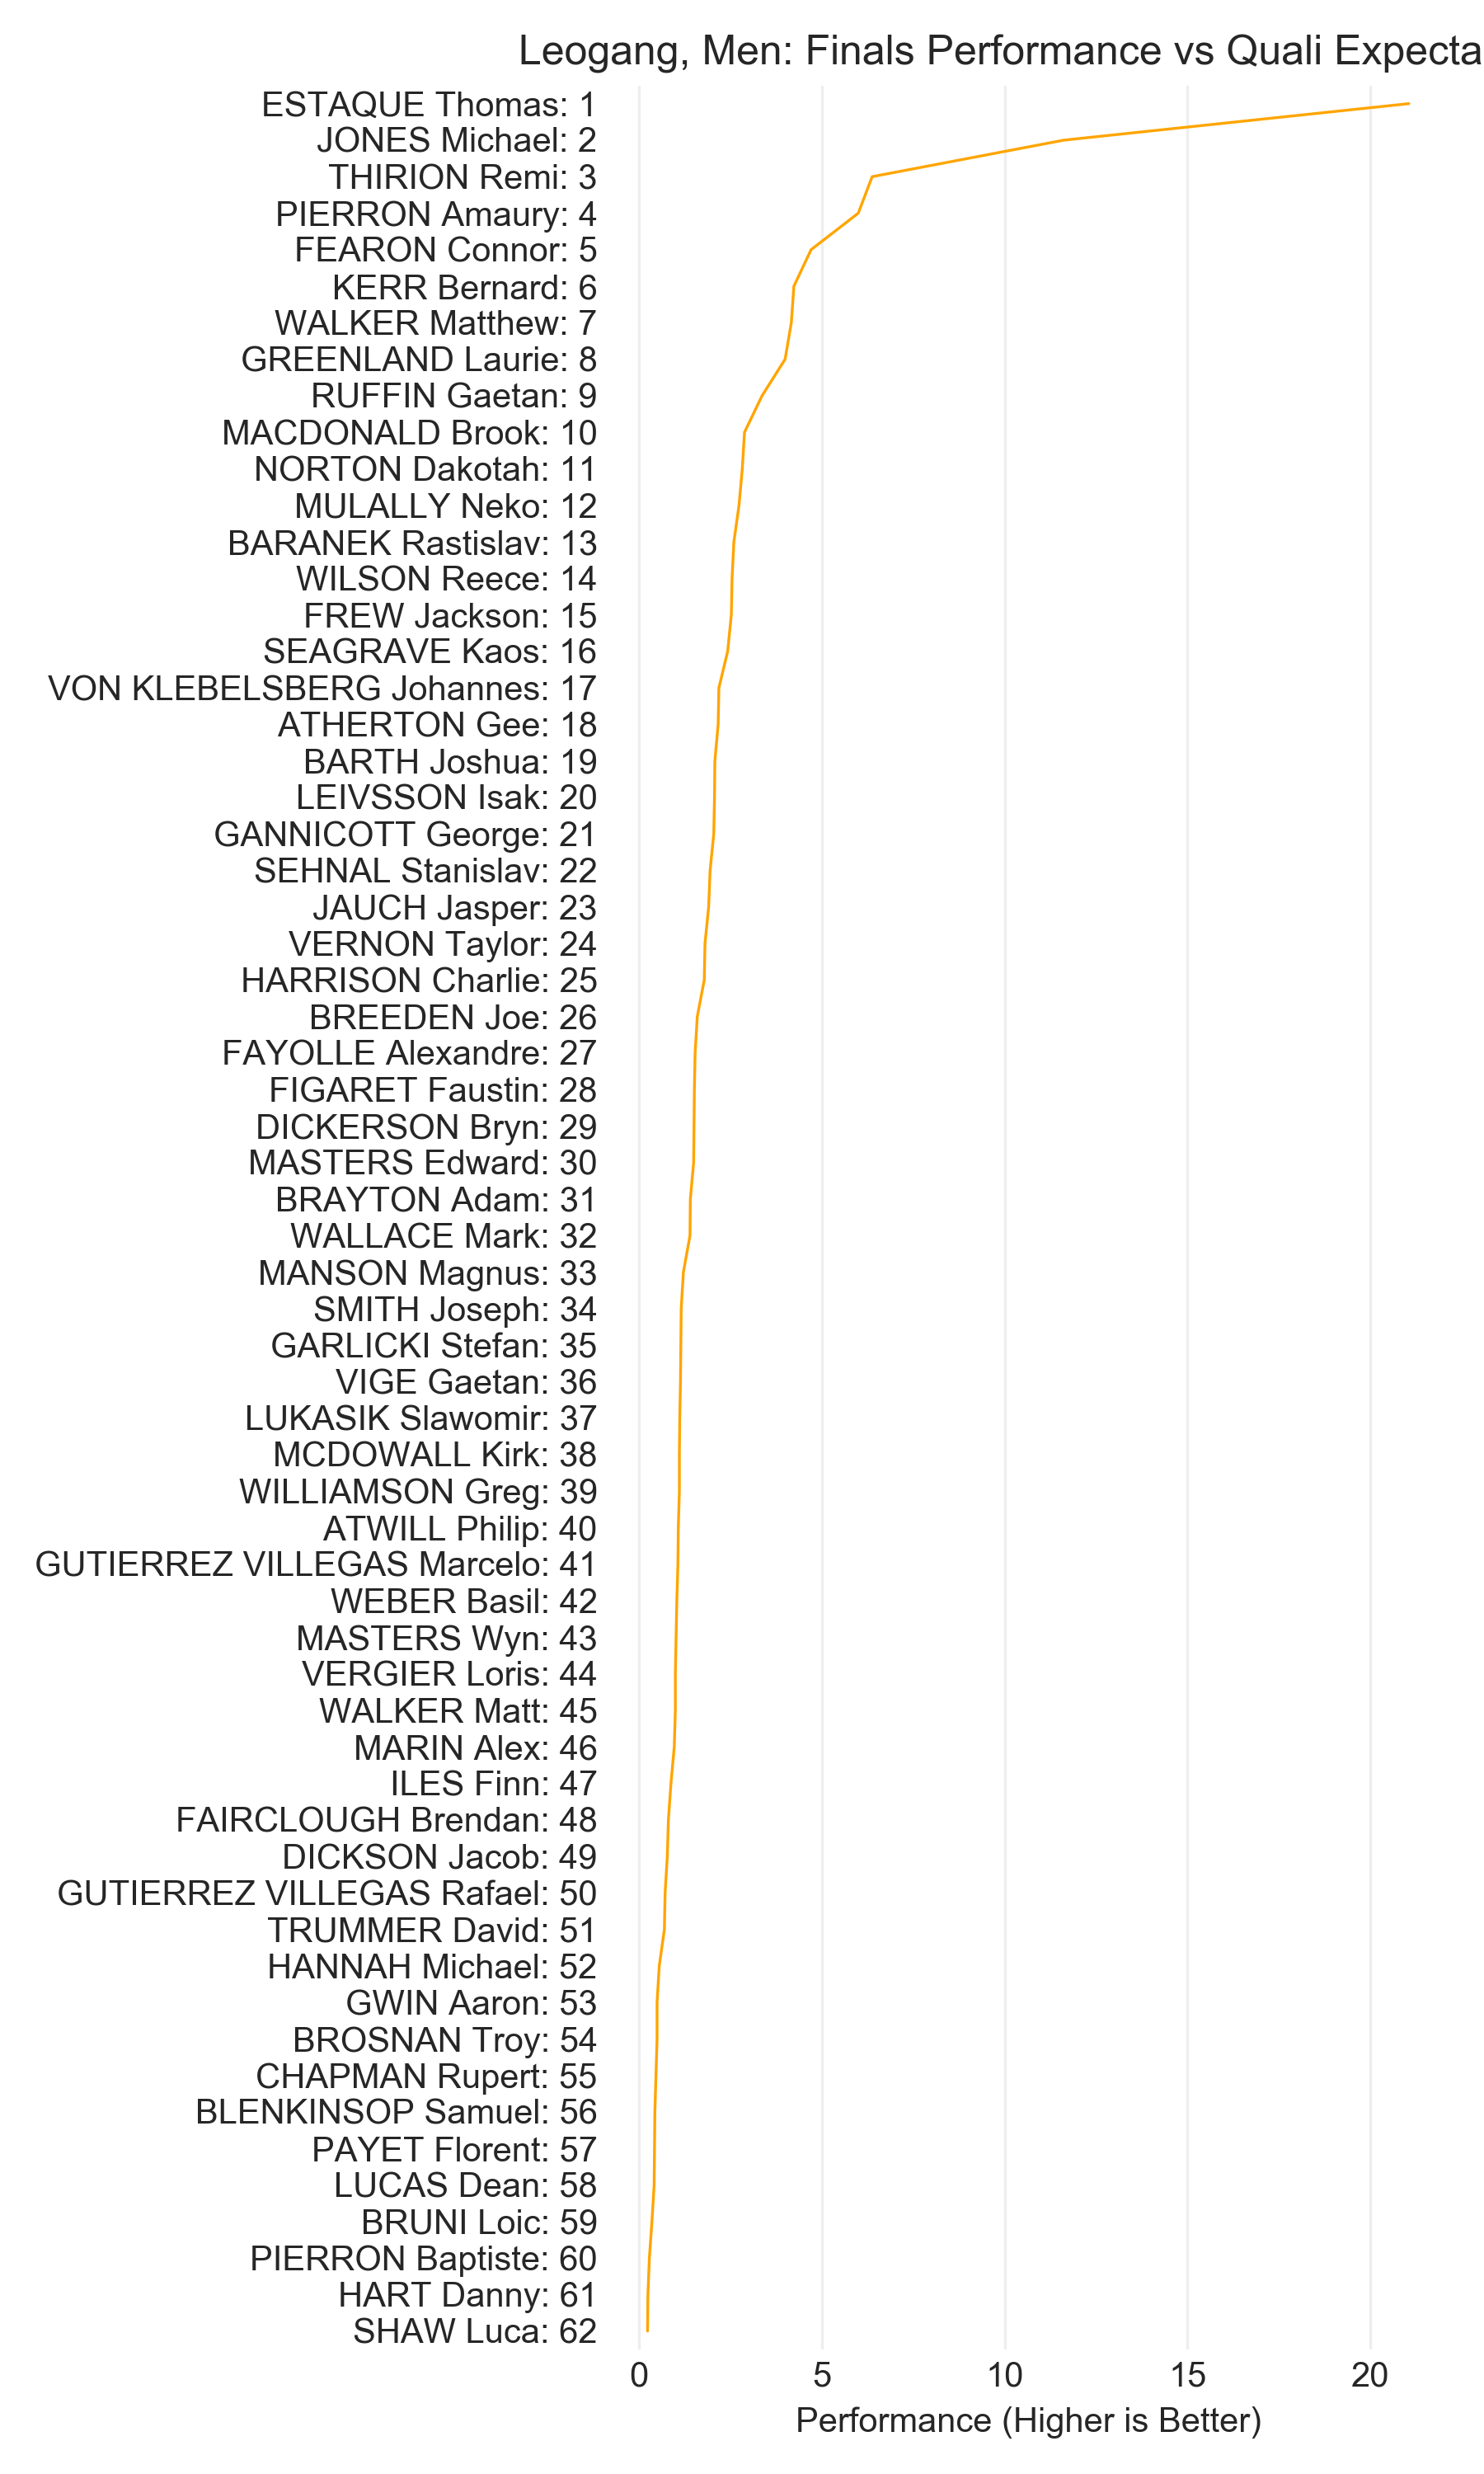 Leogang, Men: Finals Performance vs Quali Expecta
ESTAQUE Thomas: 1
JONES Michael: 2
THIRION Remi: 3
PIERRON Amaury: 4
FEARON Connor: 5
KERR Bernard: 6
WALKER Matthew: 7
GREENLAND Laurie: 8
RUFFIN Gaetan: 9
MACDONALD Brook: 10
NORTON Dakotah: 11
MULALLY Neko: 12
BARANEK Rastislav: 13
WILSON Reece: 14
FREW Jackson: 15
SEAGRAVE Kaos: 16
VON KLEBELSBERG Johannes: 17
ATHERTON Gee: 18
BARTH Joshua: 19
LEIVSSON Isak: 20
GANNICOTT George: 21
SEHNAL Stanislav: 22
JAUCH Jasper: 23
VERNON Taylor: 24
HARRISON Charlie: 25
BREEDEN Joe: 26
FAYOLLE Alexandre: 27
FIGARET Faustin: 28
DICKERSON Bryn: 29
MASTERS Edward: 30
BRAYTON Adam: 31
WALLACE Mark: 32
MANSON Magnus: 33
SMITH Joseph: 34
GARLICKI Stefan: 35
VIGE Gaetan: 36
LUKASIK Slawomir: 37
MCDOWALL Kirk: 38
WILLIAMSON Greg: 39
ATWILL Philip: 40
GUTIERREZ VILLEGAS Marcelo: 41
WEBER Basil: 42
MASTERS Wyn: 43
VERGIER Loris: 44
WALKER Matt: 45
MARIN Alex: 46
ILES Finn: 47
FAIRCLOUGH Brendan: 48
DICKSON Jacob: 49
GUTIERREZ VILLEGAS Rafael: 50
TRUMMER David: 51
HANNAH Michael: 52
GWIN Aaron: 53
BROSNAN Troy: 54
CHAPMAN Rupert: 55
BLENKINSOP Samuel: 56
PAYET Florent: 57
LUCAS Dean: 58
BRUNI Loic: 59
PIERRON Baptiste: 60
HART Danny: 61
SHAW Luca: 62
0 5 10 15 20
Performance (Higher is Better)